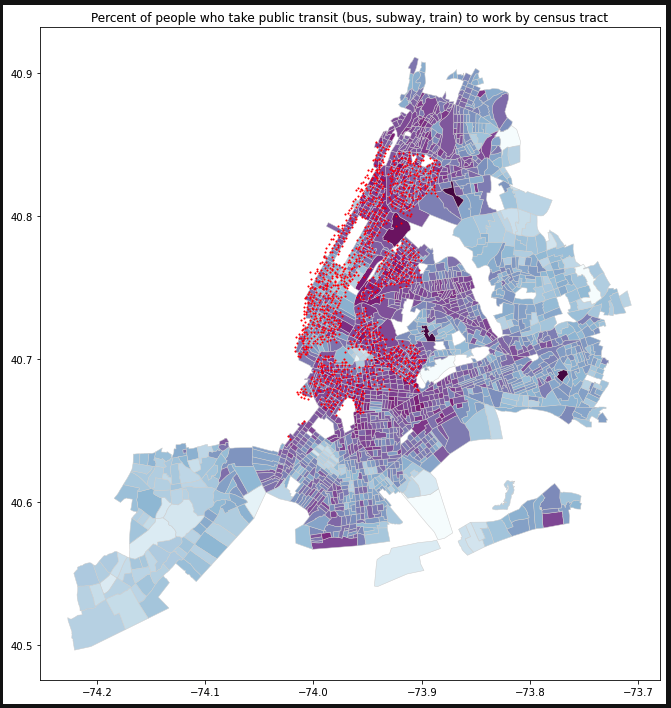 Percent of people who take public transit (bus, subway, train) to work by census tract
40.9
40.8
40.7
40.6
40.5
−74.2 −74.1 −74.0 −73.9 −73.8 −73.7